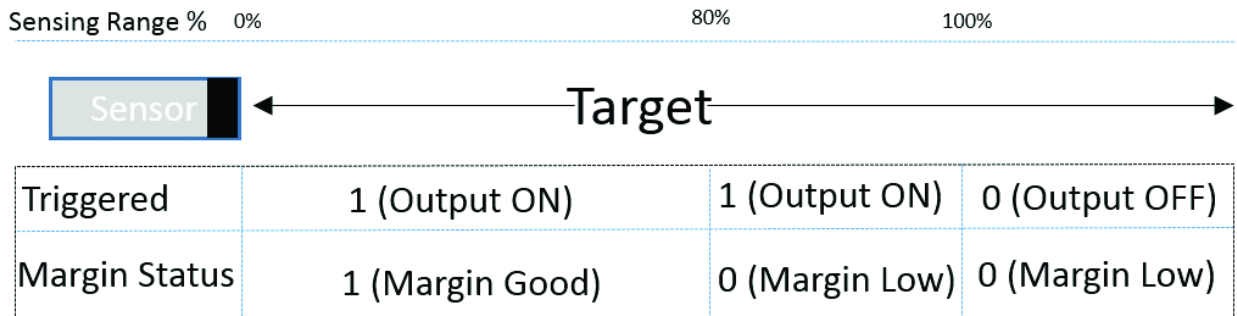 Sensing Range % 0% 80% 100%
Sensor Target
Triggered 1 (Output ON) 1 (Output ON) 0 (Output OFF)
Margin Status 1 (Margin Good) 0 (Margin Low) 0 (Margin Low)